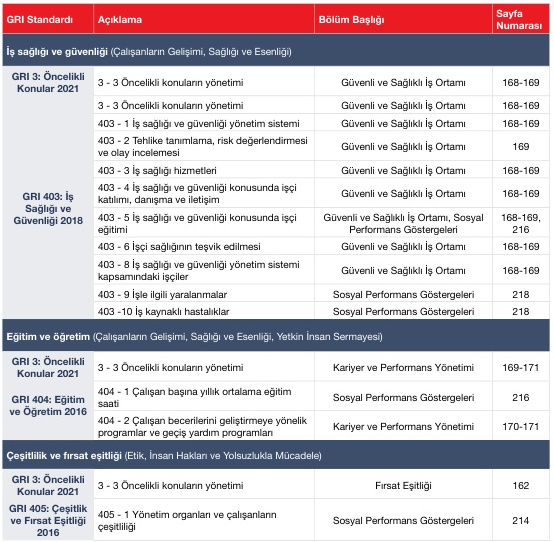 GRI Standardı Açıklama Bölüm Başlığı Sayfa
Numarası
İş sağlığı ve güvenliği (Çalışanların Gelişimi, Sağlığı ve Esenliği)
GRI 3: Öncelikli
Konular 2021
3 - 3 Öncelikli konuların yönetimi Güvenli ve Sağlıklı İş Ortamı 168-169
GRI 403: İş
Sağlığı ve
Güvenliği 2018
3 - 3 Öncelikli konuların yönetimi Güvenli ve Sağlıklı İş Ortamı 168-169
403 - 1 İş sağlığı ve güvenliği yönetim sistemi Güvenli ve Sağlıklı İş Ortamı 168-169
403 - 2 Tehlike tanımlama, risk değerlendirmesi
ve olay incelemesi
Güvenli ve Sağlıklı İş Ortamı 169
403 - 3 İş sağlığı hizmetleri Güvenli ve Sağlıklı İş Ortamı 168-169
403 - 4 İş sağlığı ve güvenliği konusunda işçi
katılımı, danışma ve iletişim
Güvenli ve Sağlıklı İş Ortamı 168-169
403 - 5 İş sağlığı ve güvenliği konusunda işçi
eğitimi
Güvenli ve Sağlıklı İş Ortamı, Sosyal
Performans Göstergeleri
168-169,
216
403 - 6 İşçi sağlığının teşvik edilmesi Güvenli ve Sağlıklı İş Ortamı 168-169
403 - 8 İş sağlığı ve güvenliği yönetim sistemi
kapsamındaki işçiler
Güvenli ve Sağlıklı İş Ortamı 168-169
403 - 9 İşle ilgili yaralanmalar Sosyal Performans Göstergeleri 218
403 -10 İş kaynaklı hastalıklar Sosyal Performans Göstergeleri 218
Eğitim ve öğretim (Çalışanların Gelişimi, Sağlığı ve Esenliği, Yetkin İnsan Sermayesi)
GRI 3: Öncelikli
Konular 2021
3 - 3 Öncelikli konuların yönetimi Kariyer ve Performans Yönetimi 169-171
GRI 404: Eğitim
ve Öğretim 2016
404 - 1 Çalışan başına yıllık ortalama eğitim
saati
Sosyal Performans Göstergeleri 216
404 - 2 Çalışan becerilerini geliştirmeye yönelik
programlar ve geçiş yardım programları
Kariyer ve Performans Yönetimi 170-171
Çeşitlilik ve fırsat eşitliği (Etik, İnsan Hakları ve Yolsuzlukla Mücadele)
GRI 3: Öncelikli
Konular 2021
3 - 3 Öncelikli konuların yönetimi Fırsat Eşitliği 162
GRI 405: Çeşitlik
ve Fırsat Eşitliği
2016
405 - 1 Yönetim organları ve çalışanların
çeşitliliği
Sosyal Performans Göstergeleri 214